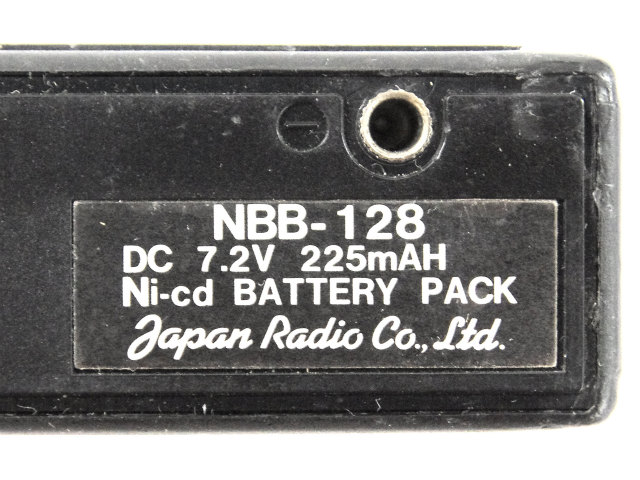 NBB-128
DC 7.2V 225mAH
Ni-cd BATTERY PACK
Japan Radio Co., Ltd.